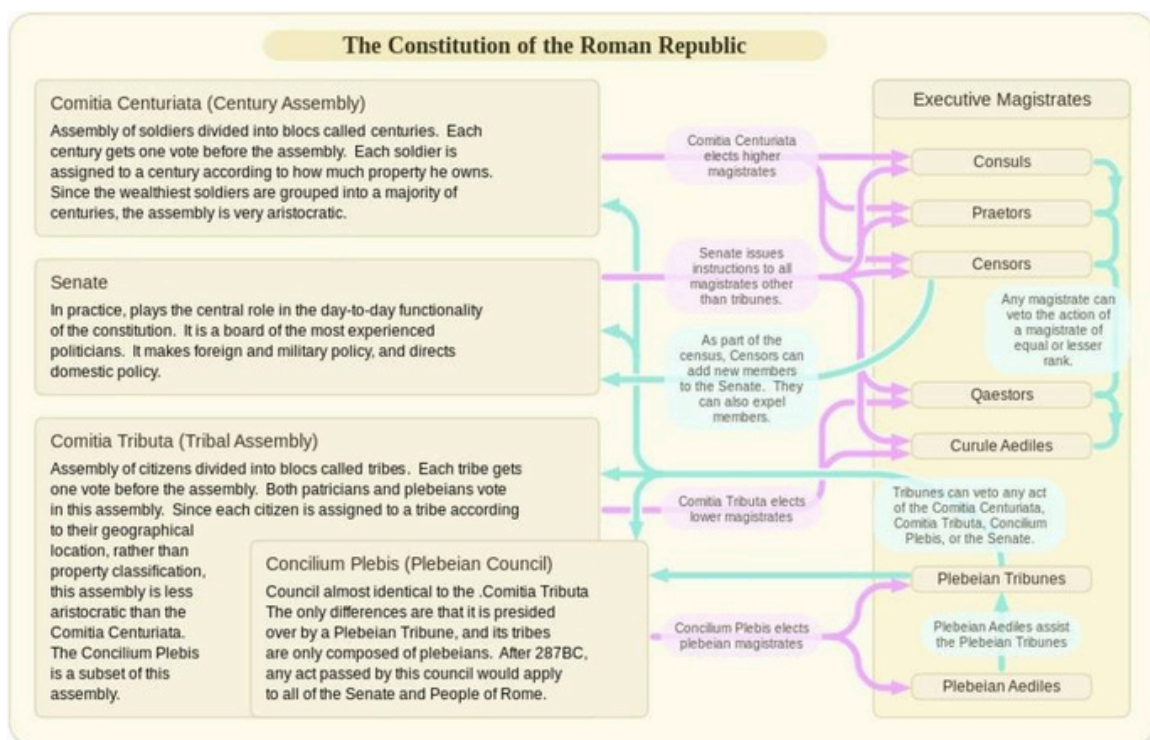 The Constitution of the Roman Republic
Comitia Centuriata (Century Assembly)
Assembly of soldiers divided into blocs called centuries. Each
century gets one vote before the assembly. Each soldier is
assigned to a century according to how much property he owns.
Since the wealthiest soldiers are grouped into a majority of
centuries, the assembly is very aristocratic.
Senate
In practice, plays the central role in the day-to-day functionality
of the constitution. It is a board of the most experienced
politicians. It makes foreign and military policy, and directs
domestic policy.
Comitia Tributa (Tribal Assembly)
Assembly of citizens divided into blocs called tribes. Each tribe gets
one vote before the assembly. Both patricians and plebeians vote
in this assembly. Since each citizen is assigned to a tribe according
to their geographical
location, rather than
property classification,
this assembly is less
aristocratic than the
Comitia Centuriata.
The Concilium Plebis
is a subset of this
assembly.
Concilium Plebis (Plebeian Council)
Council almost identical to the .Comitia Tributa
The only differences are that it is presided
over by a Plebeian Tribune, and its tribes
are only composed of plebeians. After 287BC,
any act passed by this council would apply
to all of the Senate and People of Rome.
Comitia Centuriata
elects higher
magistrates
Senate issues
instructions to all
magistrates other
than tribunes.
As part of the
census, Censors can
add new members
to the Senate. They
can also expel
members.
Comitia Tributa elects
lower magistrates
Concilium Plebis elects
plebeian magistrates
Executive Magistrates
Consuls
Praetors
Censors
Any magistrate can
veto the action of
a magistrate of
equal or lesser
rank.
Qaestors
Curule Aediles
Tribunes can veto any act
of the Comitia Centuriata,
Comitia Tributa, Concilium
Plebis, or the Senate.
Plebeian Tribunes
Plebeian Aediles assist
the Plebeian Tribunes
Plebeian Aediles